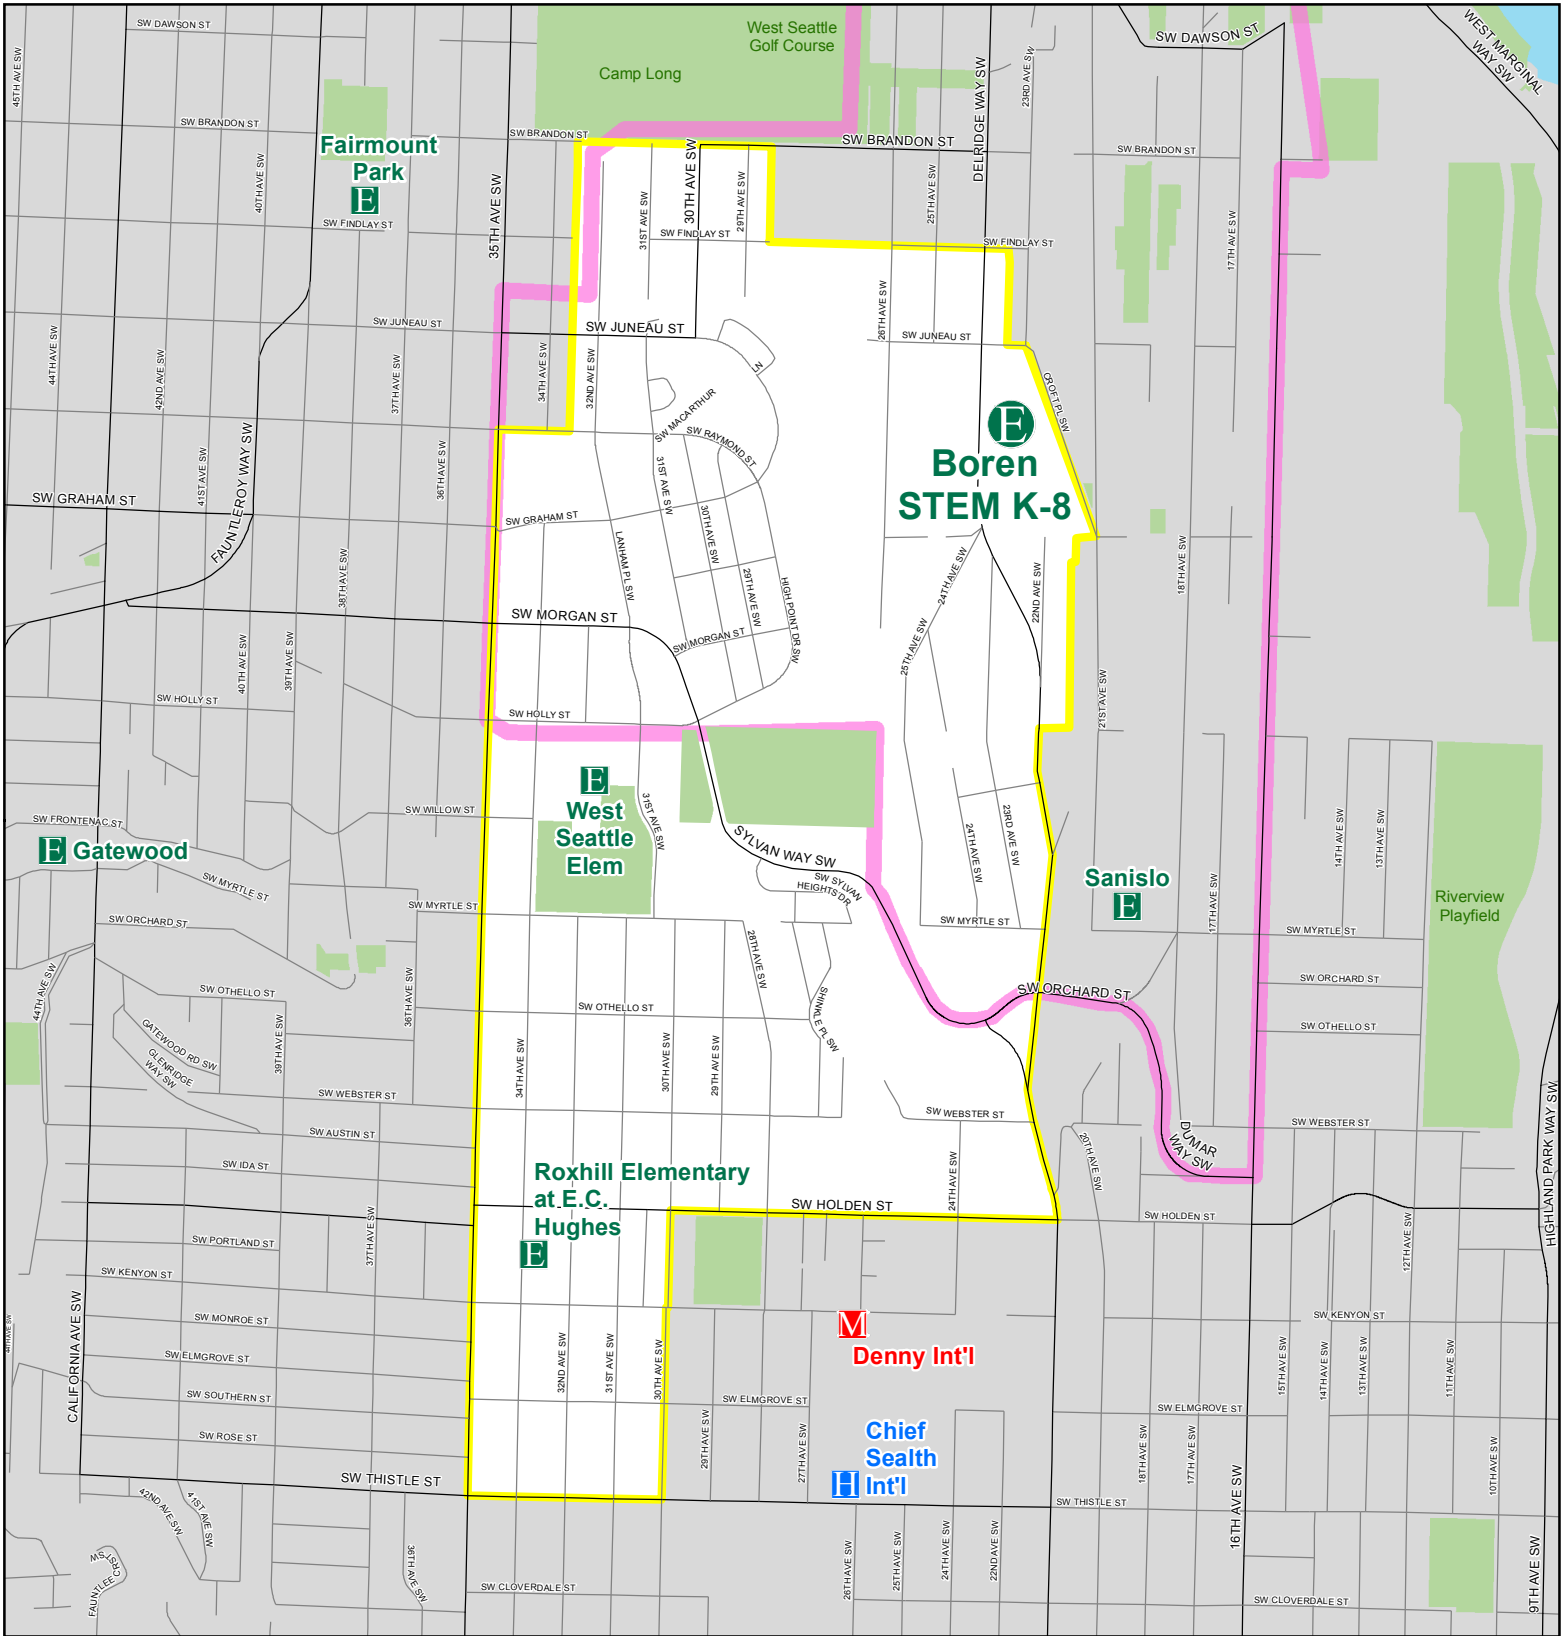 SW DAWSON ST
West Seattle
Golf Course
Camp Long
SW DAWSON ST
WEST MARGINAL
WAY SW
45TH AVE SW
23RD AVE SW
DELRIDGE WAY SW
SW BRANDON ST
SW BRANDON ST
SW BRANDON ST
SW BRANDON ST
Fairmount
Park
E
40TH AVE SW
35TH AVE SW
31ST AVE SW
30TH AVE SW
29TH AVE SW
25TH AVE SW
17TH AVE SW
SW FINDLAY ST
SW FINDLAY ST
SW FINDLAY ST
26TH AVE SW
SW JUNEAU ST
SW JUNEAU ST
SW JUNEAU ST
44TH AVE SW
42ND AVE SW
37TH AVE SW
34TH AVE SW
32ND AVE SW
LN
SW MACARTHUR
CROFT PL SW
E
Boren
STEM K-8
SW RAYMOND ST
FAUNTLEROY WAY SW
41ST AVE SW
36TH AVE SW
31ST AVE SW
SW GRAHAM ST
SW GRAHAM ST
30TH AVE SW
LANHAM PL SW
38TH AVE SW
29TH AVE SW
HIGH POINT DR SW
24TH AVE SW
22ND AVE SW
18TH AVE SW
SW MORGAN ST
SW MORGAN ST
25TH AVE SW
40TH AVE SW
39TH AVE SW
21ST AVE SW
SW HOLLY ST
SW HOLLY ST
E
West
Seattle
Elem
SW WILLOW ST
31ST AVE SW
SW FRONTENAC ST
E Gatewood
SYLVAN WAY SW
SW SYLVAN
HEIGHTS DR
24TH AVE SW
23RD AVE SW
14TH AVE SW
13TH AVE SW
Sanislo
E
Riverview
Playfield
SW MYRTLE ST
SW MYRTLE ST
SW MYRTLE ST
SW MYRTLE ST
17TH AVE SW
SW ORCHARD ST
28TH AVE SW
44TH AVE SW
36TH AVE SW
SW ORCHARD ST
SW ORCHARD ST
SW OTHELLO ST
SW OTHELLO ST
SW OTHELLO ST
SHINKLE PL SW
GATEWOOD RD SW
GLENRIDGE
WAY SW
39TH AVE SW
34TH AVE SW
30TH AVE SW
29TH AVE SW
SW WEBSTER ST
SW WEBSTER ST
SW WEBSTER ST
SW AUSTIN ST
20TH AVE SW
DUMAR
WAY SW
HIGHLAND PARK WAY SW
SW IDA ST
Roxhill Elementary
at E.C.
Hughes
E
24TH AVE SW
SW HOLDEN ST
SW HOLDEN ST
37TH AVE SW
SW PORTLAND ST
12TH AVE SW
SW KENYON ST
SW KENYON ST
SW MONROE ST
M
Denny Int'l
44TH AVE SW
CALIFORNIA AVE SW
SW ELMGROVE ST
32ND AVE SW
31ST AVE SW
30TH AVE SW
15TH AVE SW
14TH AVE SW
13TH AVE SW
11TH AVE SW
SW SOUTHERN ST
SW ELMGROVE ST
SW ELMGROVE ST
SW ROSE ST
29TH AVE SW
27TH AVE SW
Chief
Sealth
Int'l
H
18TH AVE SW
17TH AVE SW
10TH AVE SW
SW THISTLE ST
SW THISTLE ST
16TH AVE SW
42ND AVE SW
41ST AVE SW
36TH AVE SW
26TH AVE SW
25TH AVE SW
24TH AVE SW
22ND AVE SW
FAUNTLEE CRST SW
SW CLOVERDALE ST
SW CLOVERDALE ST
9TH AVE SW